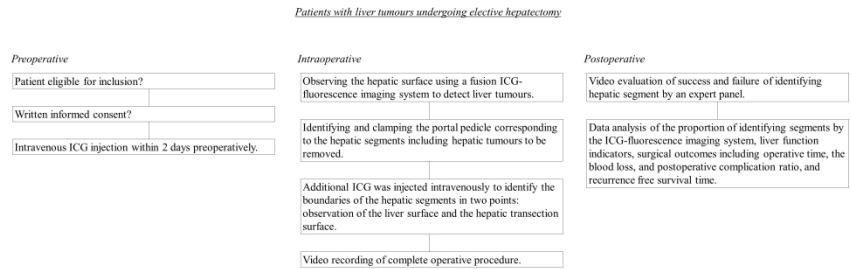 Patients with liver tumours undergoing elective hepatectomy
Preoperative
Patient eligible for inclusion?
Written informed consent?
Intravenous ICG injection within 2 days preoperatively.
Intraoperative
Observing the hepatic surface using a fusion ICG-
fluorescence imaging system to detect liver tumours.
Identifying and clamping the portal pedicle corresponding
to the hepatic segments including hepatic tumours to be
removed.
Additional ICG was injected intravenously to identify the
boundaries of the hepatic segments in two points:
observation of the liver surface and the hepatic transection
surface.
Video recording of complete operative procedure.
Postoperative
Video evaluation of success and failure of identifying
hepatic segment by an expert panel.
Data analysis of the proportion of identifying segments by
the ICG-fluorescence imaging system, liver function
indicators, surgical outcomes including operative time, the
blood loss, and postoperative complication ratio, and
recurrence free survival time.